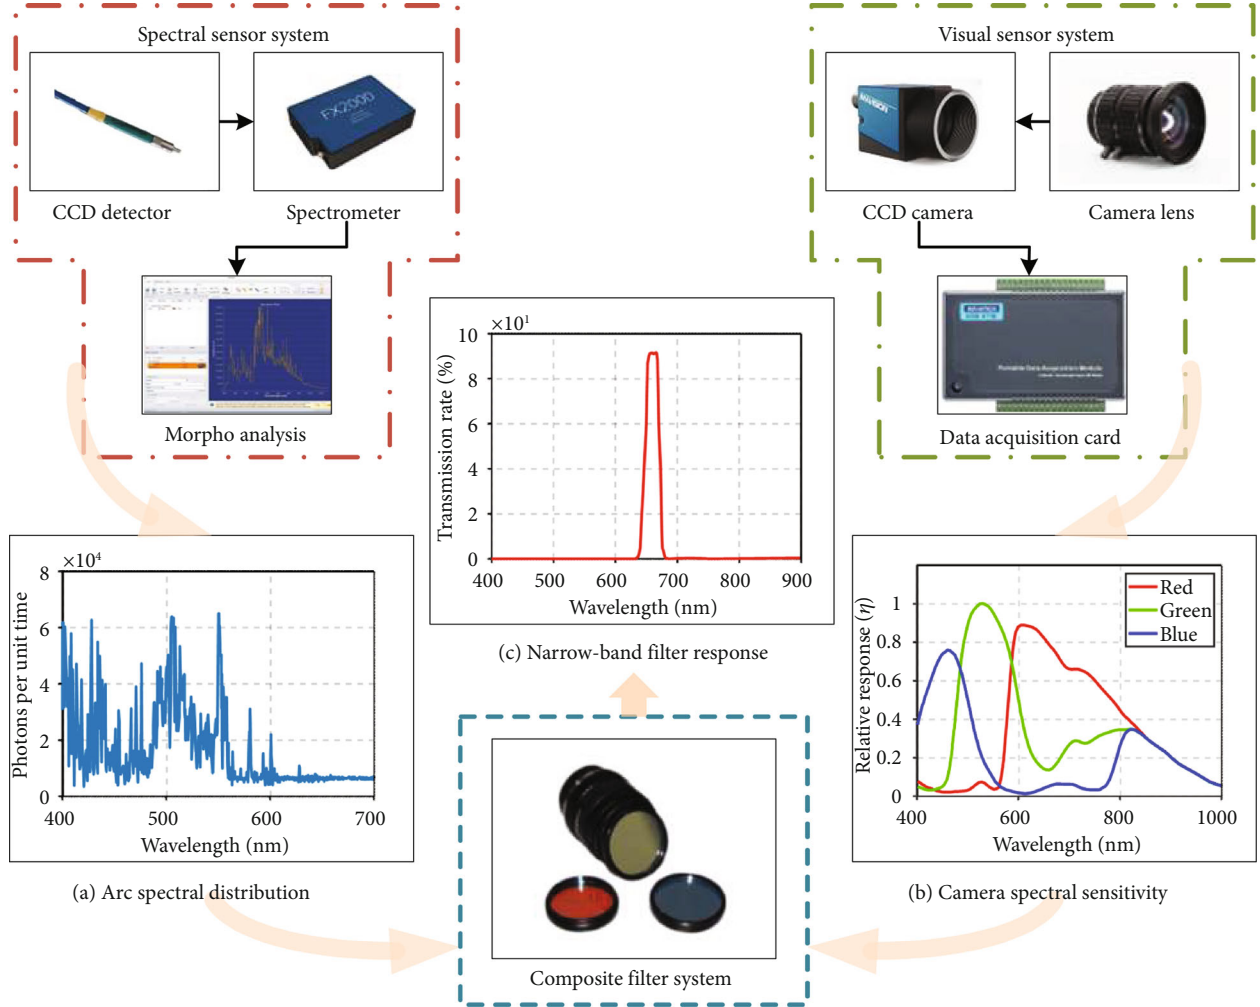 Spectral sensor system
FX2000
CCD detector
Spectrometer
Morpho analysis
Visual sensor system
CCD camera
Camera lens
Portable Data Acquisition Module
Data acquisition card
×10¹
Transmission rate (%)
10
8
6
4
2
0
400 500 600 700 800 900
Wavelength (nm)
(c) Narrow-band filter response
×10⁴
Photons per unit time
8
6
4
2
0
400 500 600 700
Wavelength (nm)
(a) Arc spectral distribution
Relative response (η)
1
0.8
0.6
0.4
0.2
0
Red
Green
Blue
400 600 800 1000
Wavelength (nm)
(b) Camera spectral sensitivity
Composite filter system